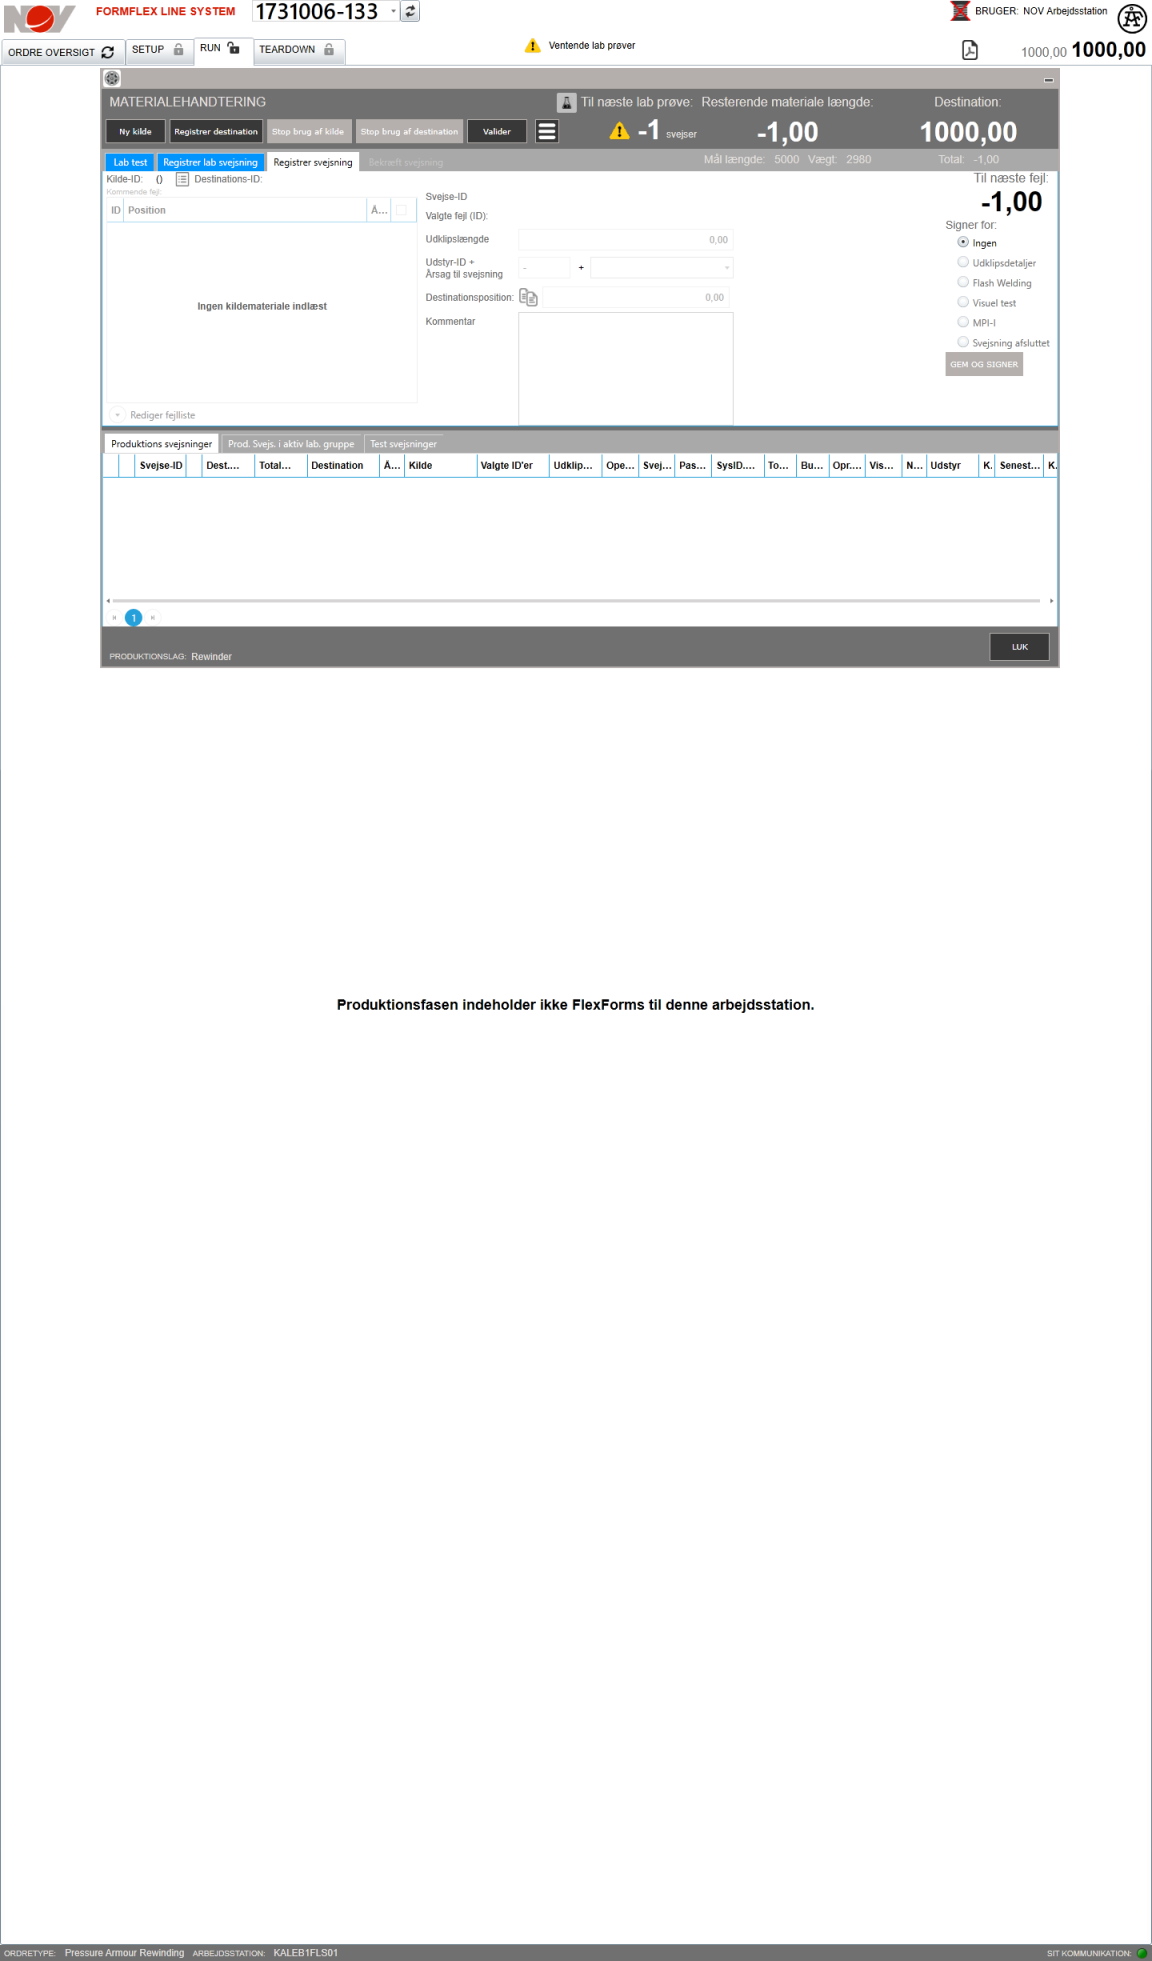 NOV FORMFLEX LINE SYSTEM 1731006-133 BRUGER: NOV Arbejdsstation
ORDRE OVERSIGT SETUP RUN TEARDOWN Ventende lab prøver 1000,00 1000,00
MATERIALEHANDTERING Til næste lab prøve: Resterende materiale længde: Destination:
Ny kilde Registrer destination Stop brug af kilde Stop brug af destination Valider -1 svejser -1,00 1000,00
Lab test Registrer lab svejsning Registrer svejsning Bekræft svejsning Mål længde: 5000 Vægt: 2980 Total: -1,00
Kilde-ID: () Destinations-ID: Til næste fejl:
Kommende fejl:
-1,00
ID Position Å...
Svejse-ID
Valgte fejl (ID):
Udklipslængde 0,00
Udstyr-ID +
Årsag til svejsning - +
Destinationsposition: 0,00
Kommentar
Ingen kildemateriale indlæst
Rediger fejlliste
Signer for:
Ingen
Udklipsdetaljer
Flash Welding
Visuel test
MPI-I
Svejsning afsluttet
GEM OG SIGNER
Produktions svejsninger Prod. Svejs. i aktiv lab. gruppe Test svejsninger
Svejse-ID Dest.... Total... Destination Å... Kilde Valgte ID'er Udklip... Ope... Svej... Pas... SysID.... To... Bu... Opr.... Vis... N... Udstyr K. Senest... K.
1
PRODUKTIONSLAG: Rewinder LUK
Produktionsfasen indeholder ikke FlexForms til denne arbejdsstation.
ORDRETYPE: Pressure Armour Rewinding ARBEJDSSTATION: KALEB1FLS01 SIT KOMMUNIKATION: